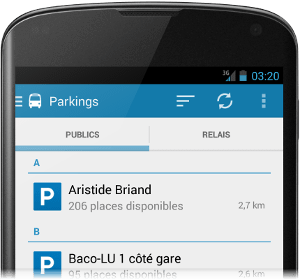 3G 03:20
Parkings
PUBLICS RELAIS
A
P Aristide Briand
206 places disponibles 2,7 km
B
P Baco-LU 1 côté gare
95 places disponibles 2,6 km